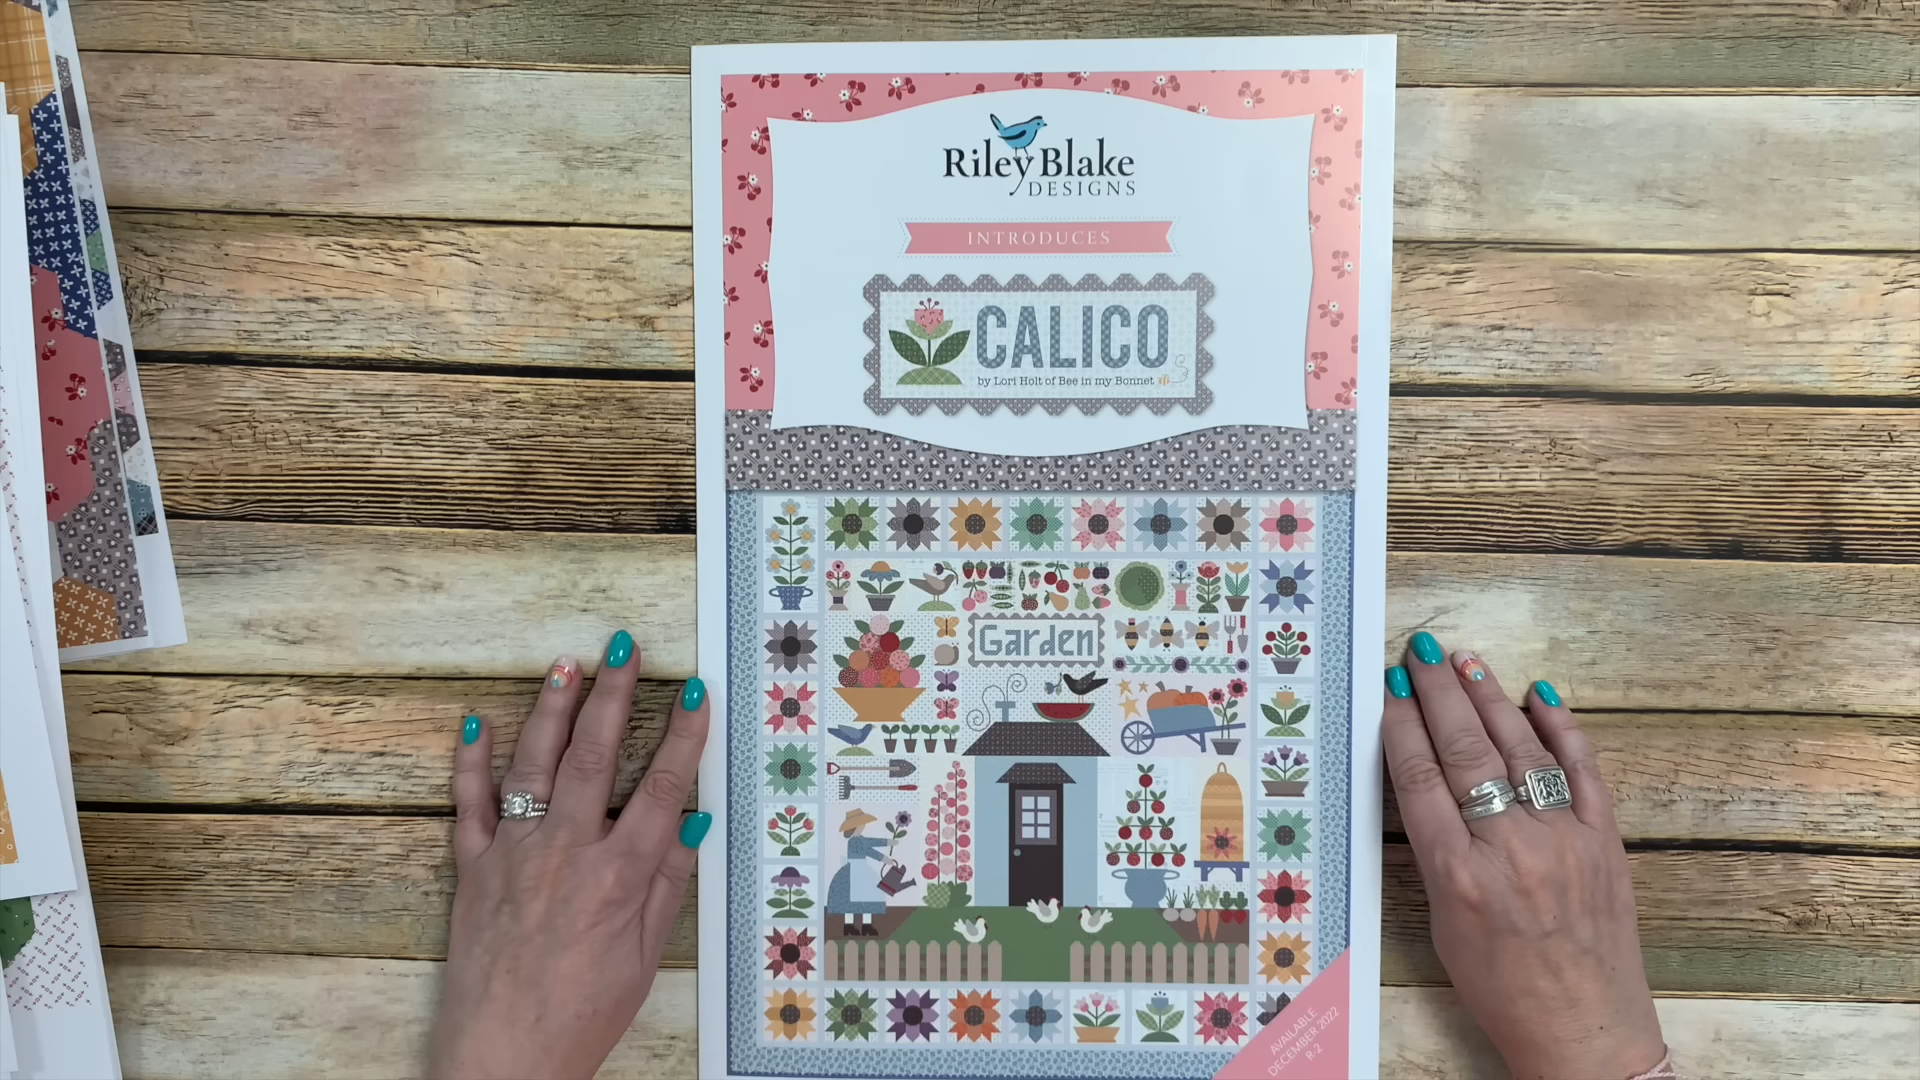 Riley Blake
DESIGNS
INTRODUCES
CALICO
by Lori Holt of Bee in my Bonnet
Garden
AVAILABLE
DECEMBER 2022
R-2